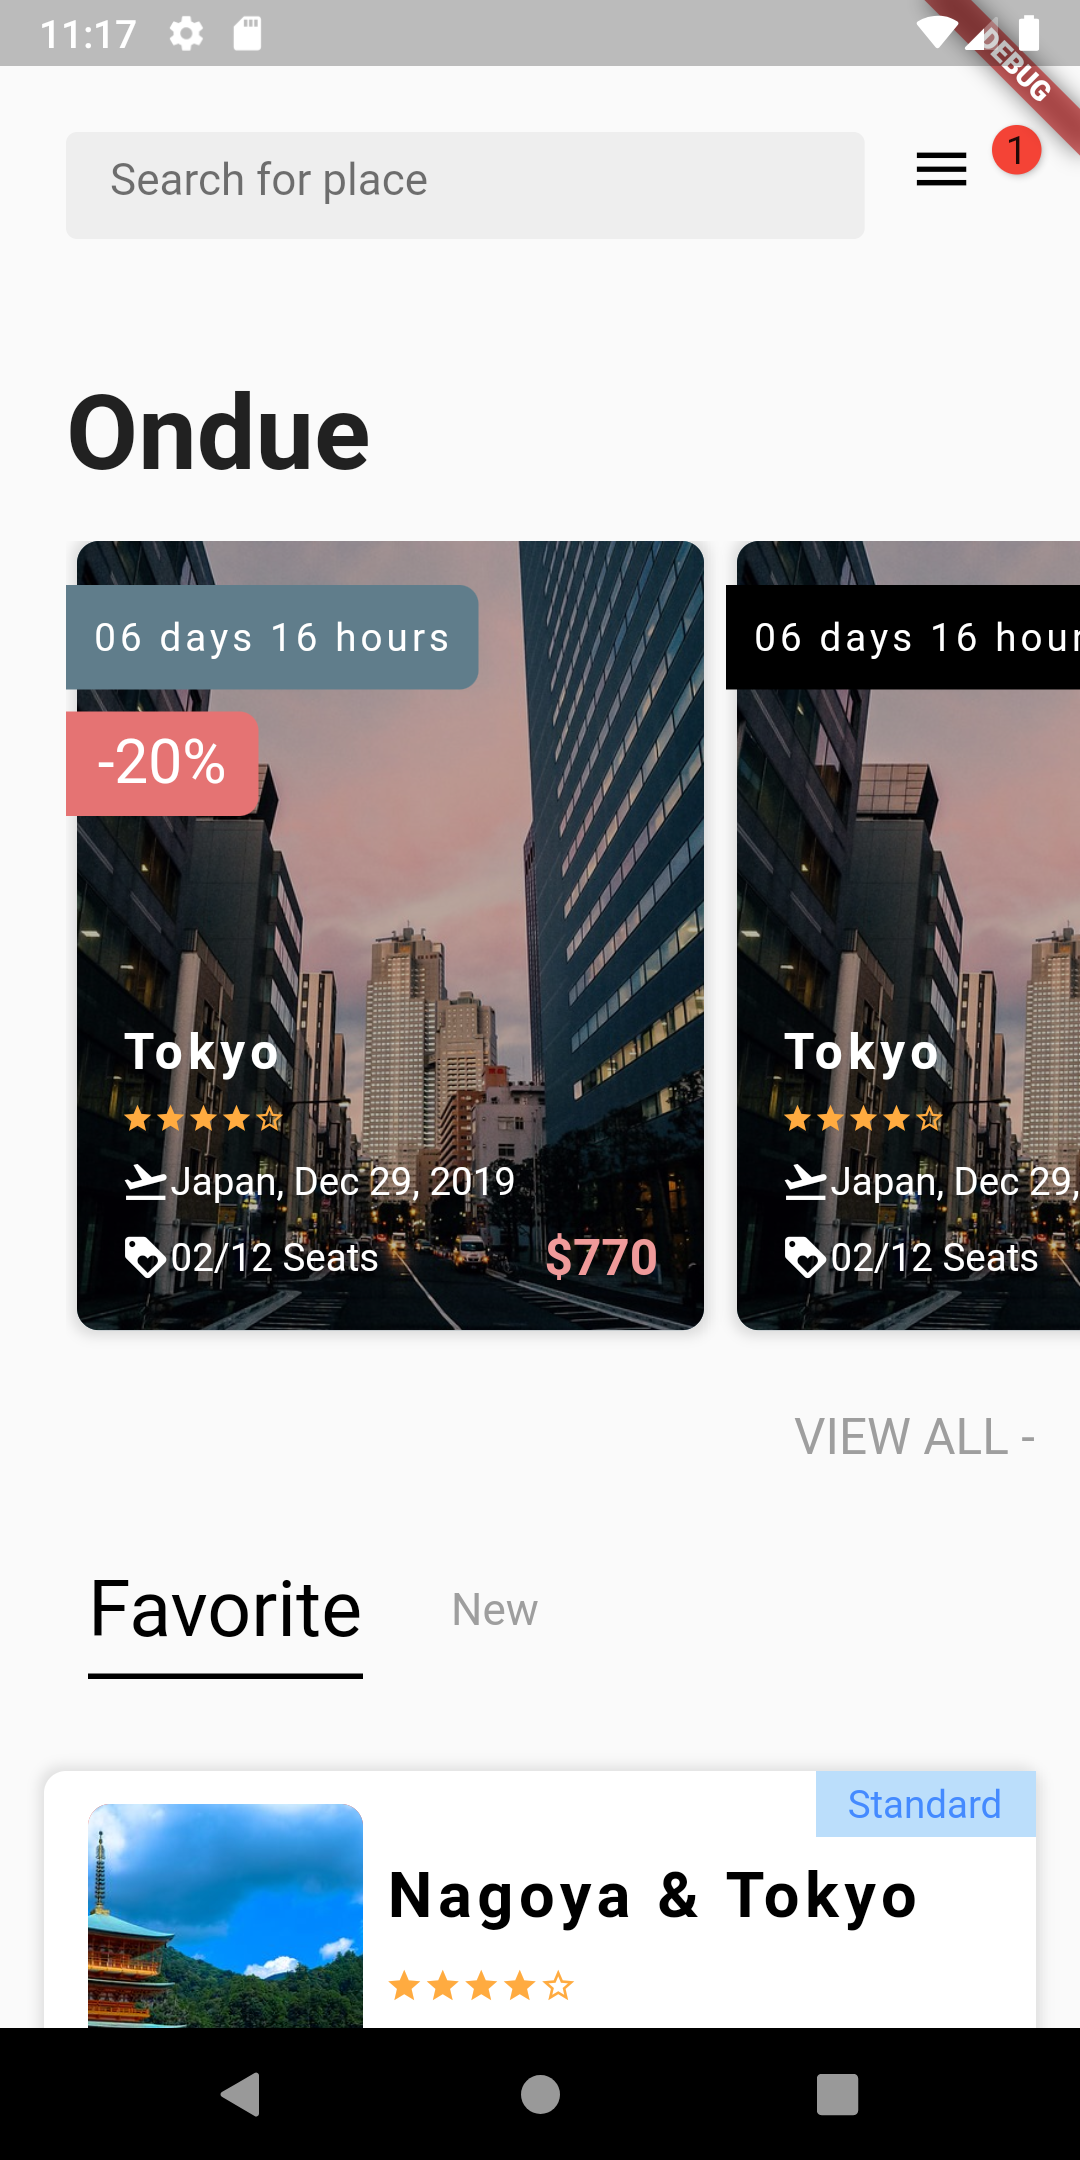 11:17
DEBUG
Search for place
1
Ondue
06 days 16 hours
-20%
Tokyo
Japan, Dec 29, 2019
02/12 Seats
$770
06 days 16 hour
Tokyo
Japan, Dec 29,
02/12 Seats
VIEW ALL -
Favorite
New
Standard
Nagoya & Tokyo